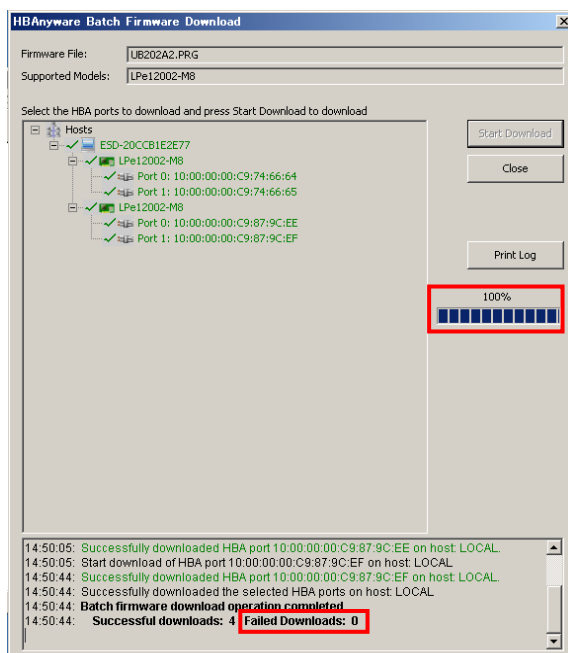 HBAnyware Batch Firmware Download
Firmware File: UB202A2.PRG
Supported Models: LPe12002-M8
Select the HBA ports to download and press Start Download to download
Hosts
ESD-20CCB1E2E77
LPe12002-M8
Port 0: 10:00:00:00:C9:74:66:64
Port 1: 10:00:00:00:C9:74:66:65
LPe12002-M8
Port 0: 10:00:00:00:C9:87:9C:EE
Port 1: 10:00:00:00:C9:87:9C:EF
Start Download
Close
Print Log
100%
14:50:05: Successfully downloaded HBA port 10:00:00:00:C9:87:9C:EE on host LOCAL.
14:50:05: Start download of HBA port 10:00:00:00:C9:87:9C:EF on host LOCAL
14:50:44: Successfully downloaded HBA port 10:00:00:00:C9:87:9C:EF on host LOCAL.
14:50:44: Successfully downloaded the selected HBA ports on host LOCAL
14:50:44: Batch firmware download operation completed
14:50:44: Successful downloads: 4 Failed Downloads: 0